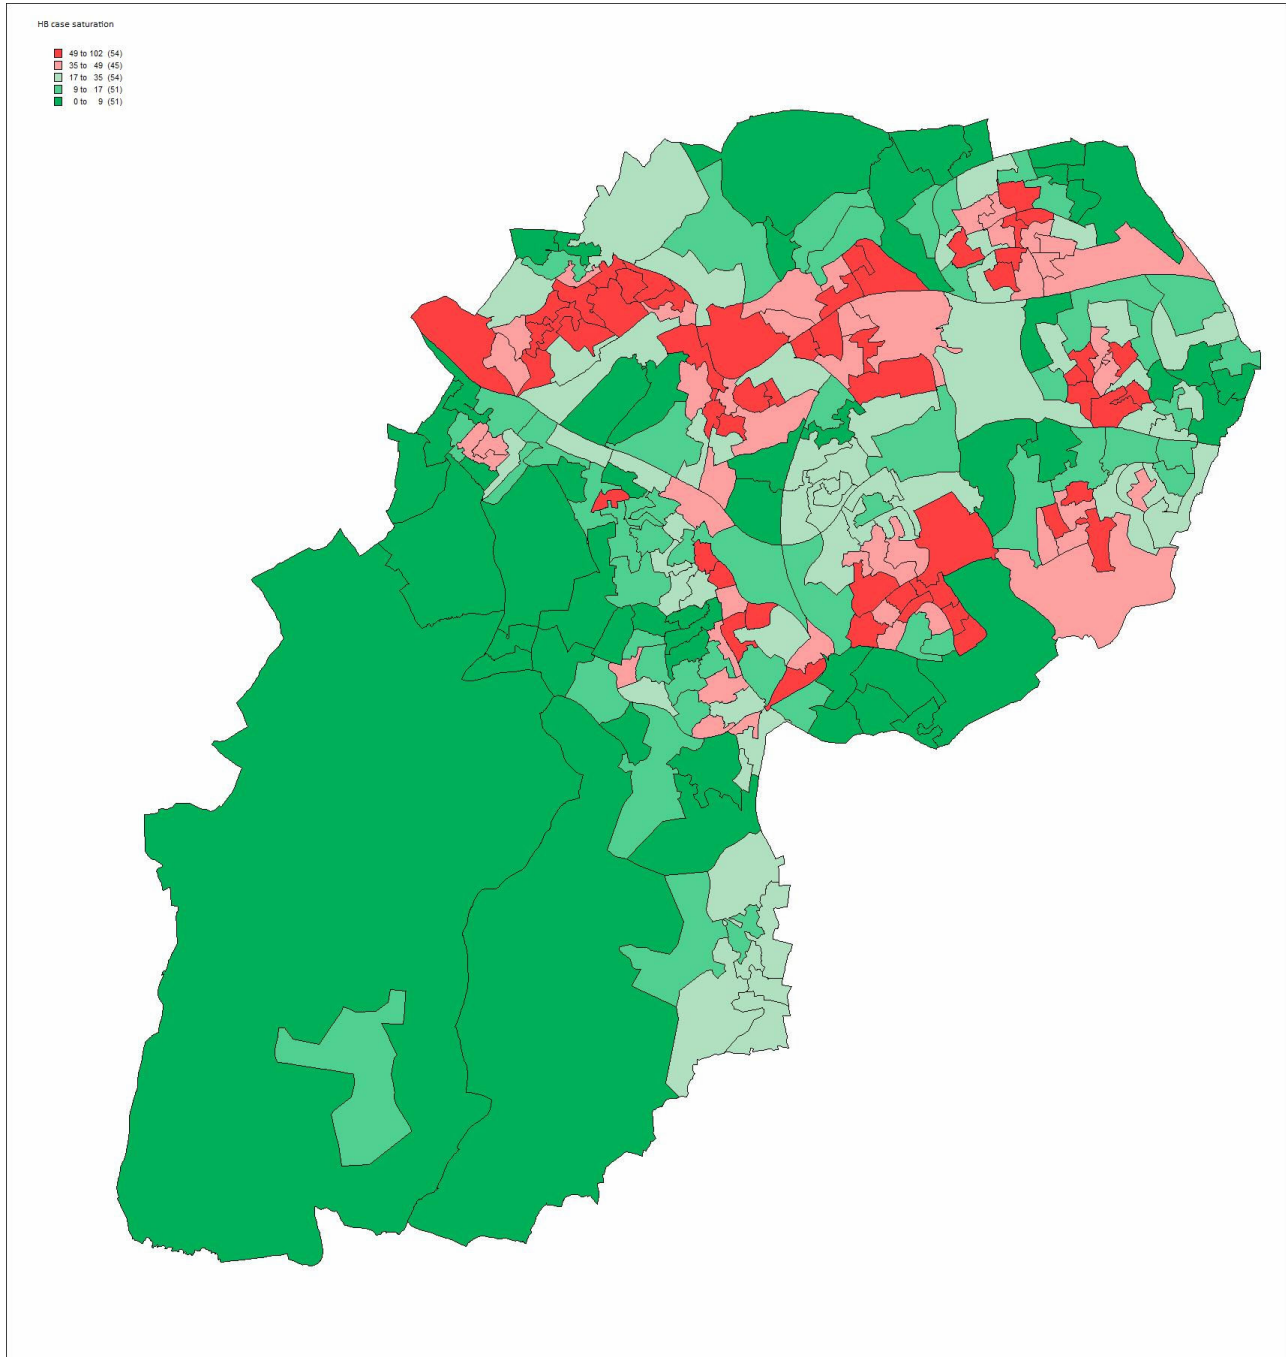 HB case saturation
49 to 102 (54)
35 to 49 (45)
17 to 35 (54)
9 to 17 (51)
0 to 9 (51)